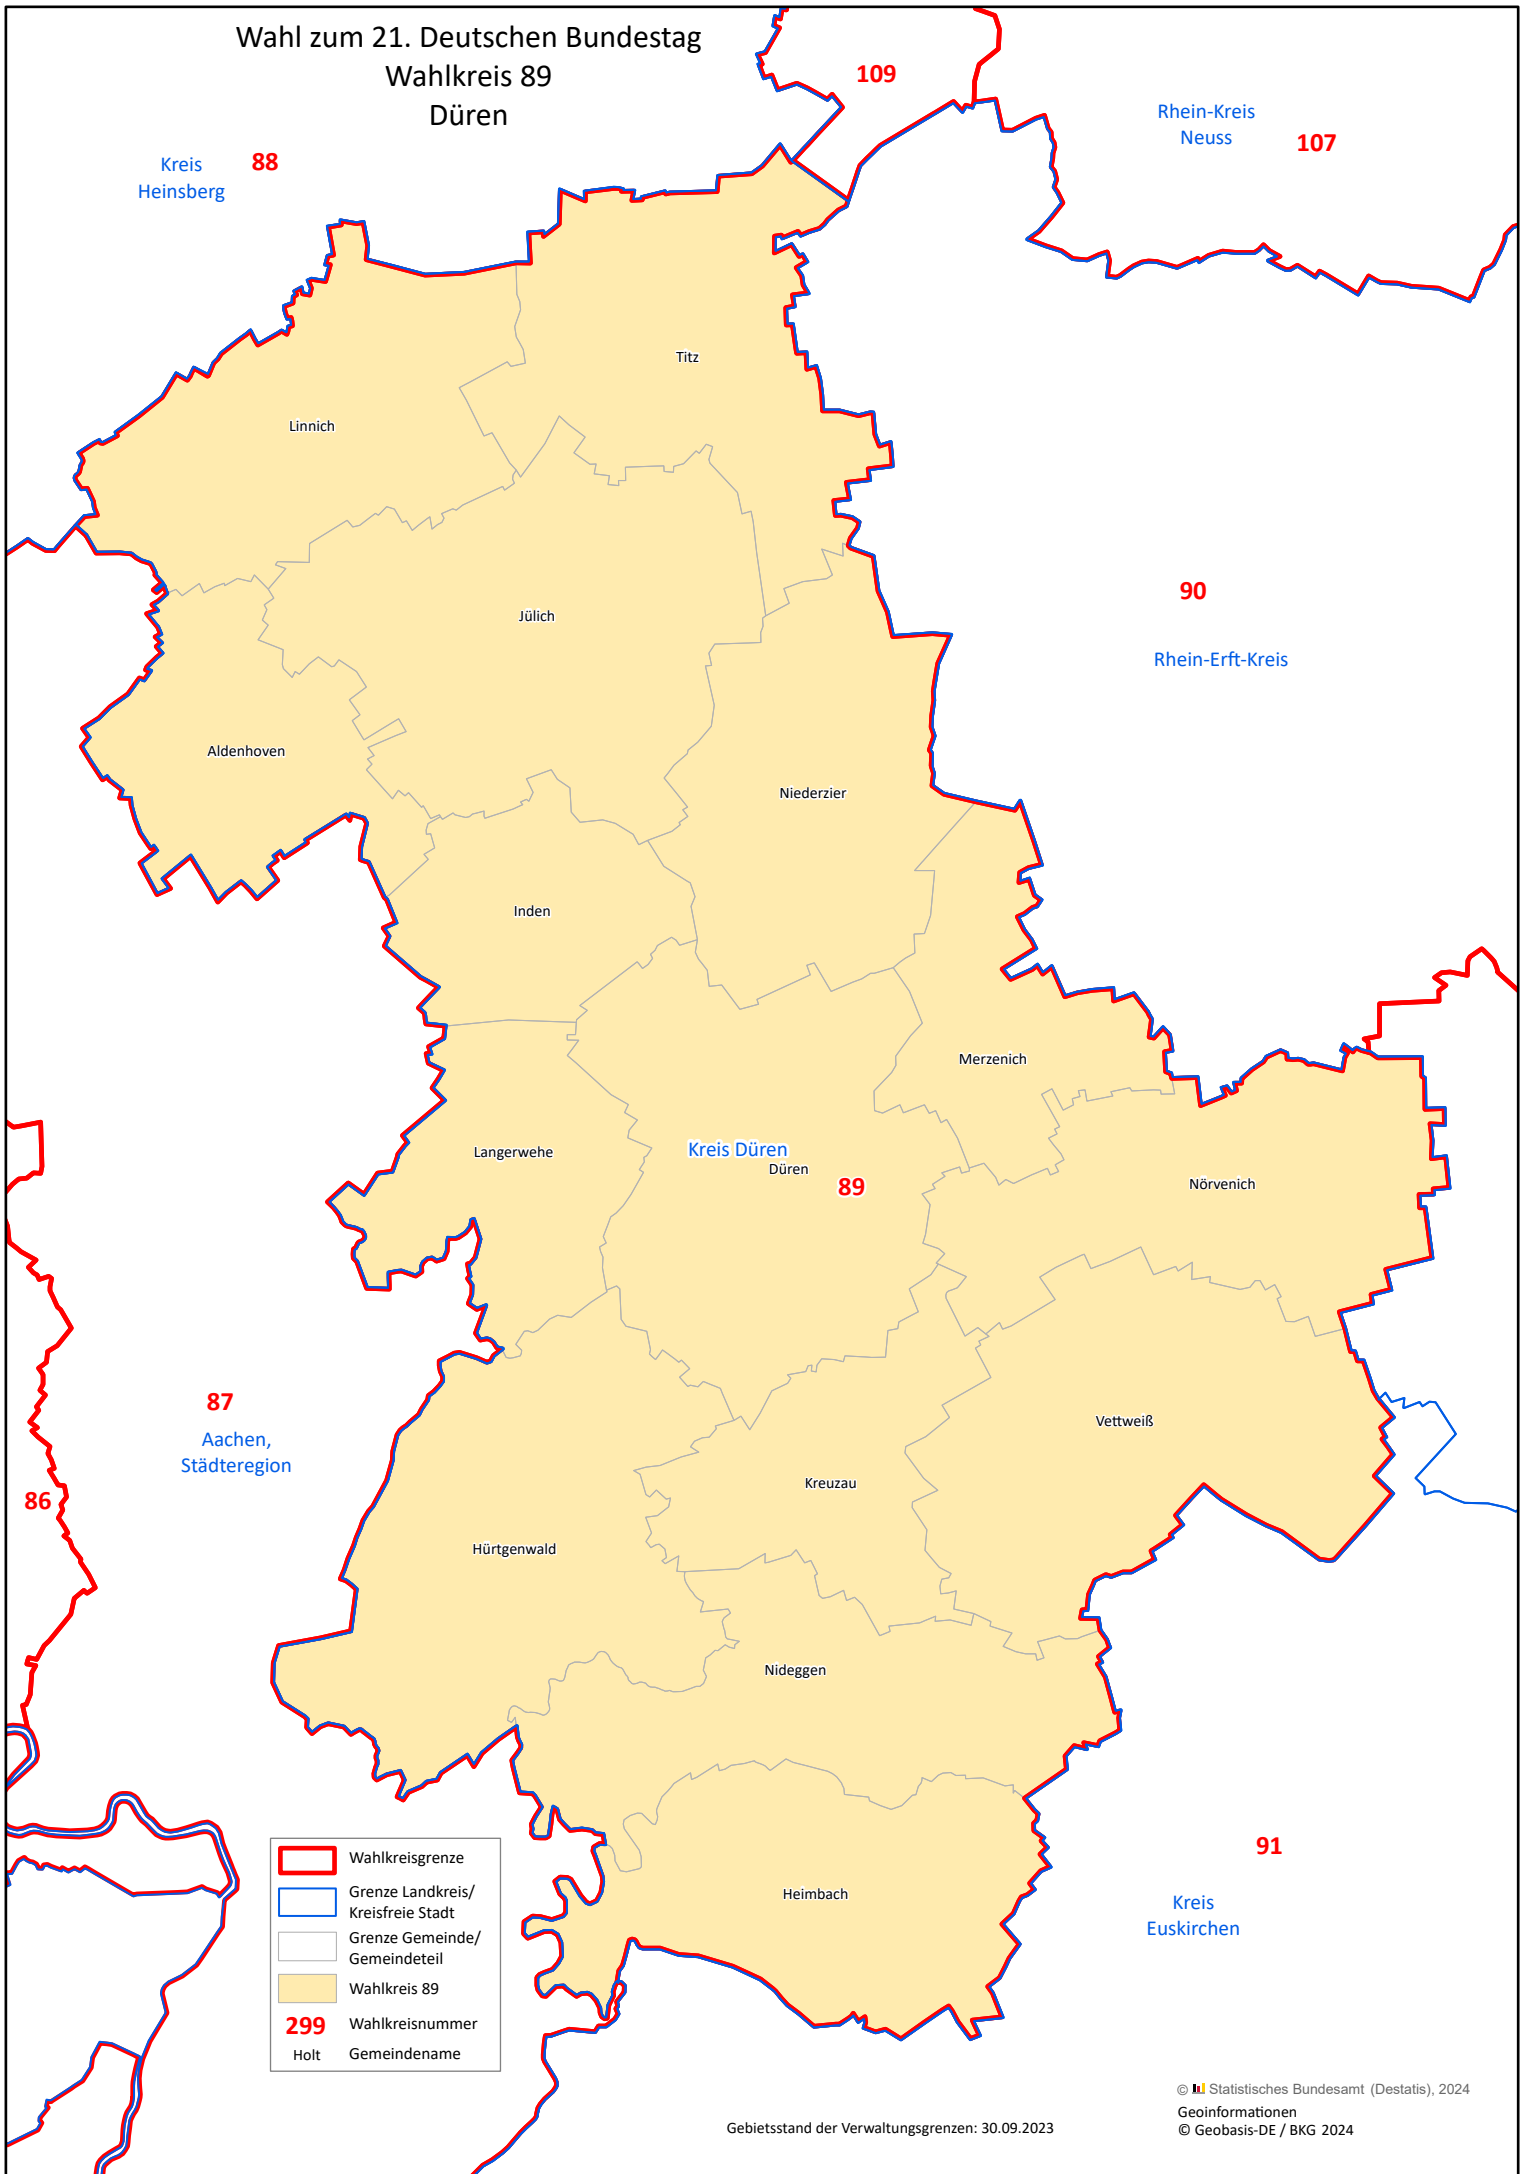 Wahl zum 21. Deutschen Bundestag
Wahlkreis 89
Düren
109
Rhein-Kreis
Neuss
107
Kreis
Heinsberg
88
Titz
Linnich
90
Jülich
Rhein-Erft-Kreis
Aldenhoven
Niederzier
Inden
Merzenich
Langerwehe
Kreis Düren
Düren
89
Nörvenich
87
Aachen,
Städteregion
Vettweiß
86
Kreuzau
Hürtgenwald
Nideggen
91
Heimbach
Kreis
Euskirchen
Wahlkreisgrenze
Grenze Landkreis/
Kreisfreie Stadt
Grenze Gemeinde/
Gemeindeteil
Wahlkreis 89
299 Wahlkreisnummer
Holt Gemeindename
Gebietsstand der Verwaltungsgrenzen: 30.09.2023
© Statistisches Bundesamt (Destatis), 2024
Geoinformationen
© Geobasis-DE / BKG 2024